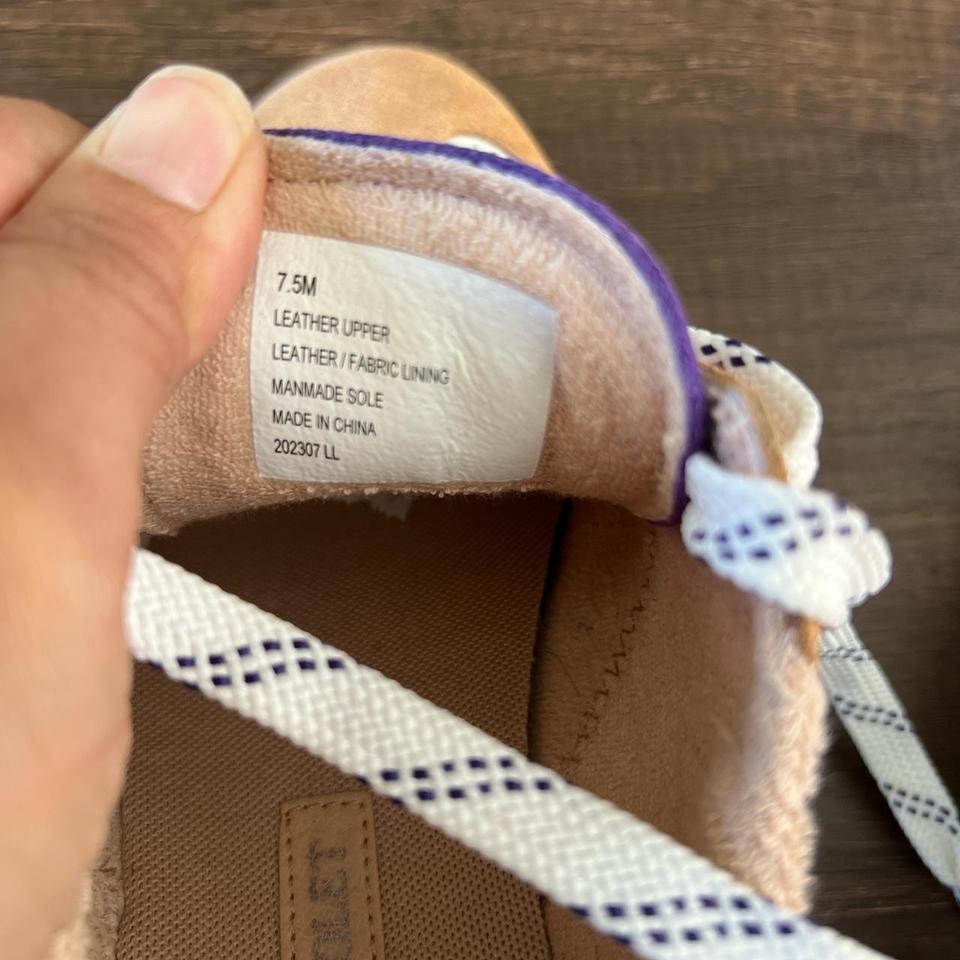 7.5M
LEATHER UPPER
LEATHER / FABRIC LINING
MANMADE SOLE
MADE IN CHINA
202307 LL